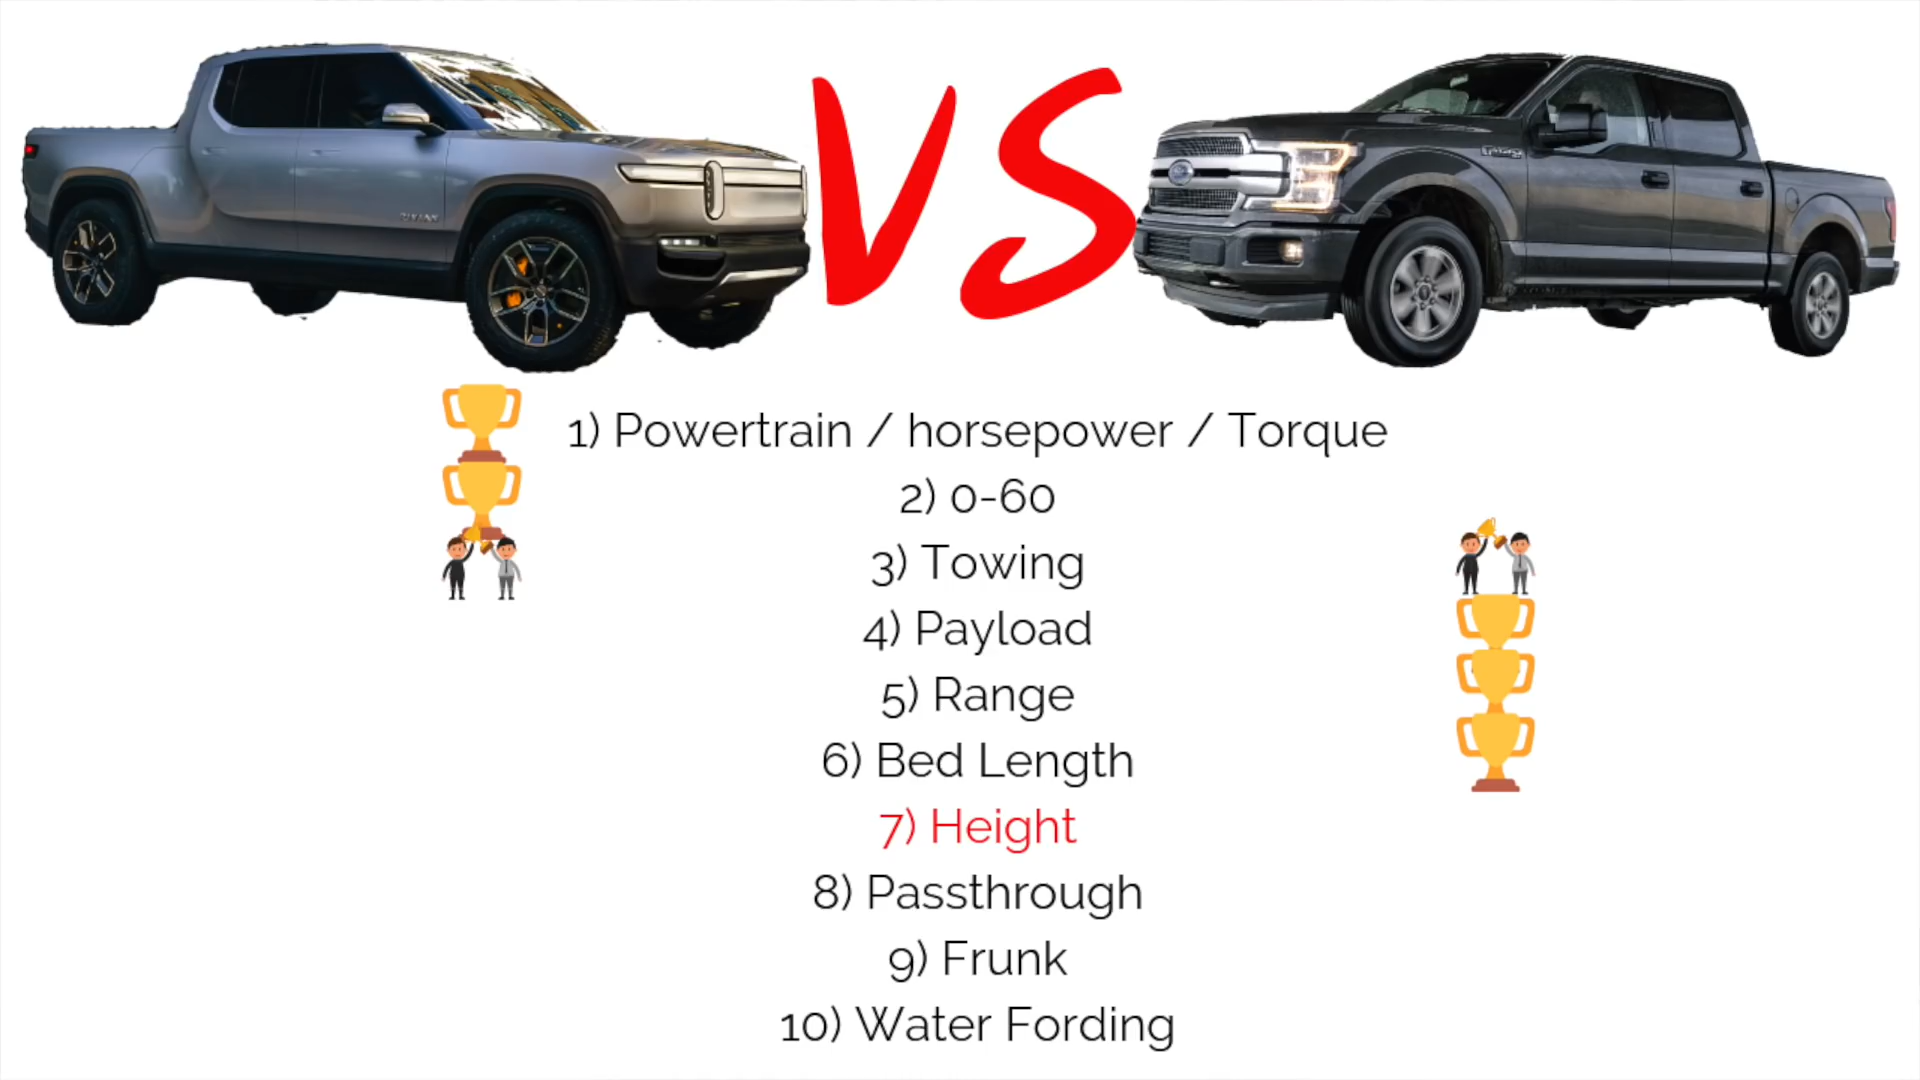 VS
1) Powertrain / horsepower / Torque
2) 0-60
3) Towing
4) Payload
5) Range
6) Bed Length
7) Height
8) Passthrough
9) Frunk
10) Water Fording